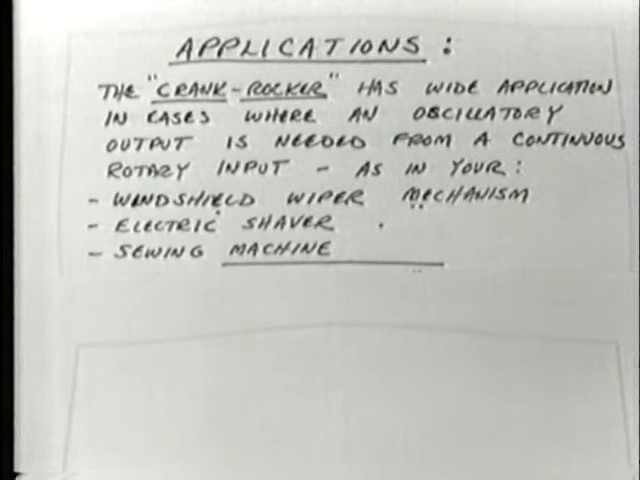 APPLICATIONS :
THE "CRANK-ROCKER" HAS WIDE APPLICATION
IN CASES WHERE AN OSCILLATORY
OUTPUT IS NEEDED FROM A CONTINUOUS
ROTARY INPUT - AS IN YOUR :
- WINDSHIELD WIPER MECHANISM
- ELECTRIC SHAVER
- SEWING MACHINE